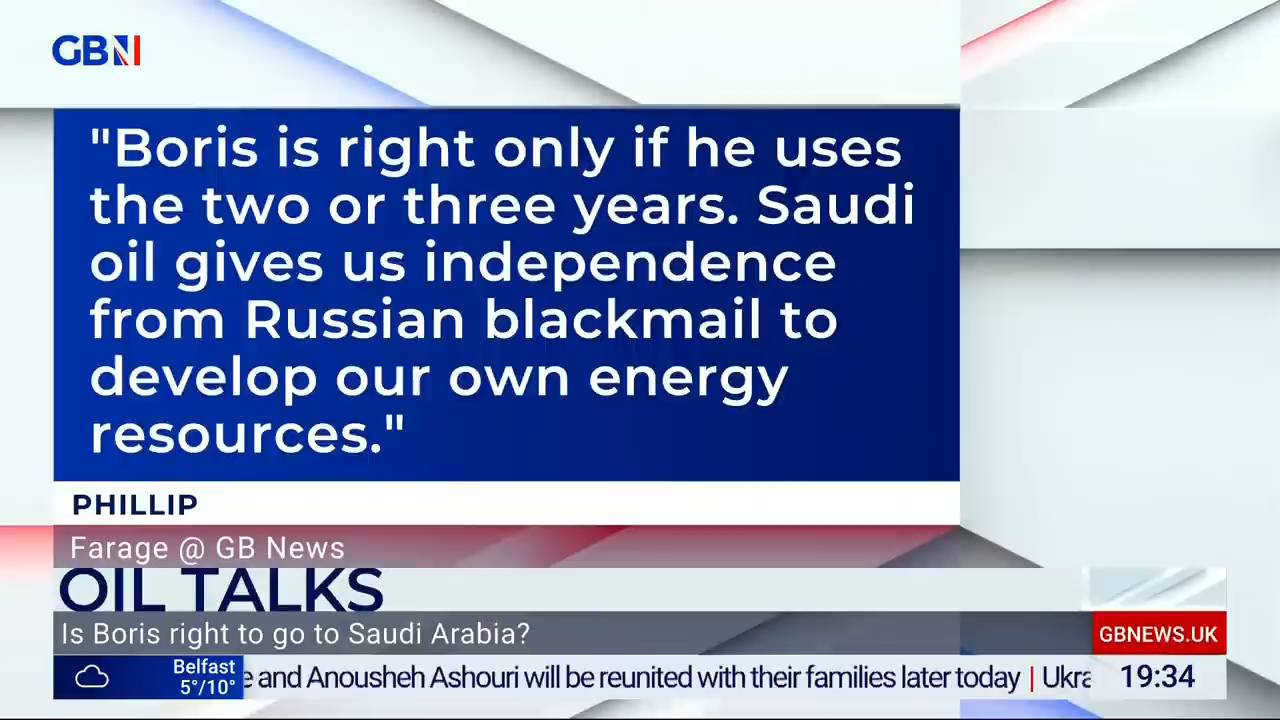 GBN
"Boris is right only if he uses
the two or three years. Saudi
oil gives us independence
from Russian blackmail to
develop our own energy
resources."
PHILLIP
Farage @ GB News
OIL TALKS
Is Boris right to go to Saudi Arabia?
GBNEWS.UK
Belfast
5°/10°
e and Anousheh Ashouri will be reunited with their families later today | Ukra
19:34